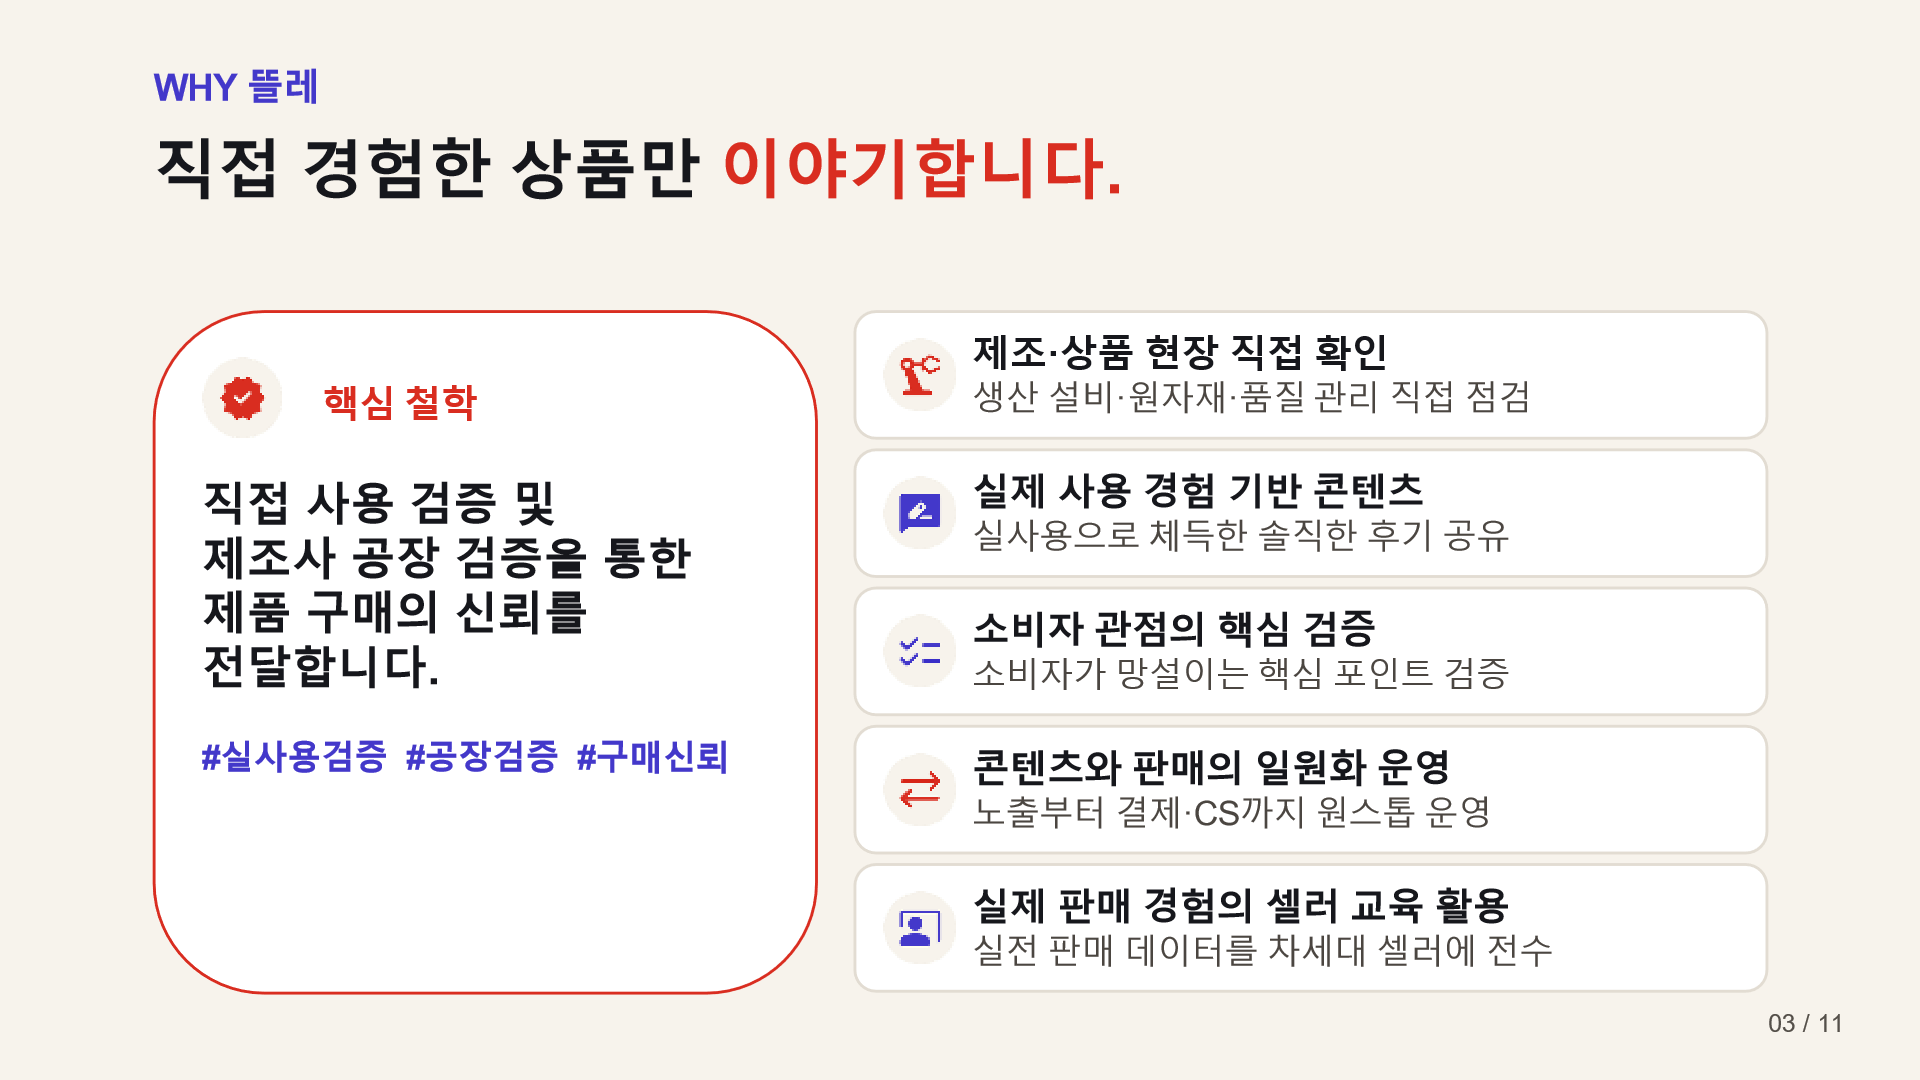 WHY 뜰레
직접 경험한 상품만 이야기합니다.
핵심 철학
직접 사용 검증 및
제조사 공장 검증을 통한
제품 구매의 신뢰를
전달합니다.
#실사용검증 #공장검증 #구매신뢰
제조·상품 현장 직접 확인
생산 설비·원자재·품질 관리 직접 점검
실제 사용 경험 기반 콘텐츠
실사용으로 체득한 솔직한 후기 공유
소비자 관점의 핵심 검증
소비자가 망설이는 핵심 포인트 검증
콘텐츠와 판매의 일원화 운영
노출부터 결제·CS까지 원스톱 운영
실제 판매 경험의 셀러 교육 활용
실전 판매 데이터를 차세대 셀러에 전수
03 / 11